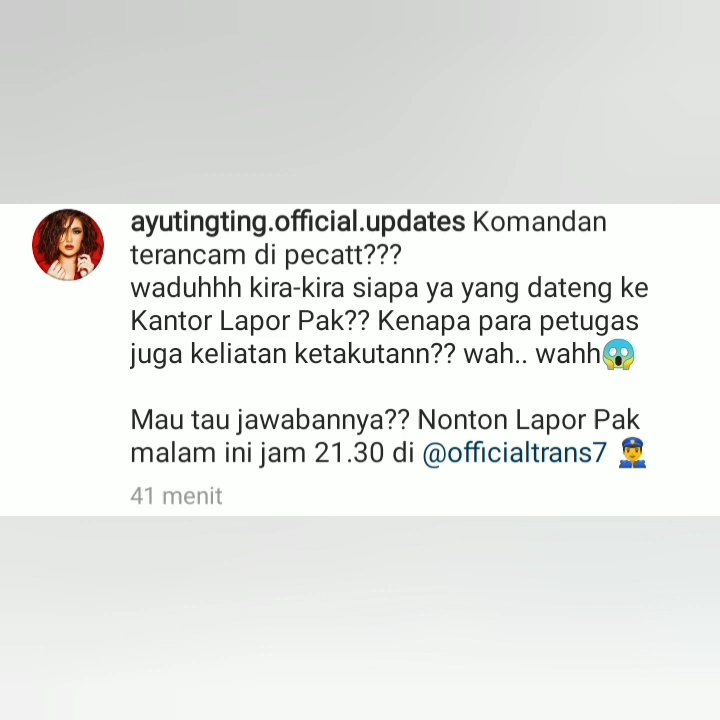 ayutingting.official.updates Komandan
terancam di pecatt???
waduhhh kira-kira siapa ya yang dateng ke
Kantor Lapor Pak?? Kenapa para petugas
juga keliatan ketakutann?? wah.. wahh😱
Mau tau jawabannya?? Nonton Lapor Pak
malam ini jam 21.30 di @officialtrans7 👮‍♂️
41 menit